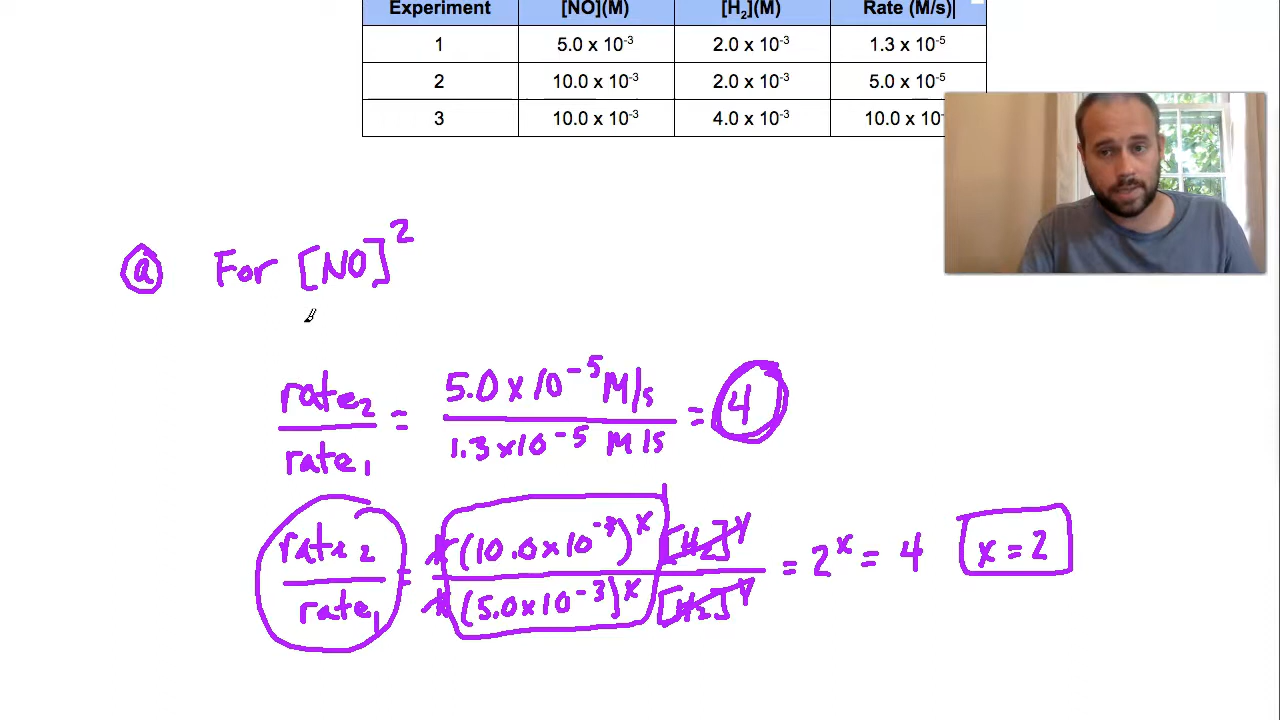 Experiment [NO](M) [H₂](M) Rate (M/s)
1 5.0 x 10⁻³ 2.0 x 10⁻³ 1.3 x 10⁻⁵
2 10.0 x 10⁻³ 2.0 x 10⁻³ 5.0 x 10⁻⁵
3 10.0 x 10⁻³ 4.0 x 10⁻³ 10.0 x 10⁻
ⓐ For [NO]²
rate₂ / rate₁ = 5.0 x 10⁻⁵ M/s / 1.3 x 10⁻⁵ M/s = 4
rate₂ / rate₁ = k(10.0 x 10⁻³)ˣ [H₂]ʸ / k(5.0 x 10⁻³)ˣ [H₂]ʸ = 2ˣ = 4 x = 2